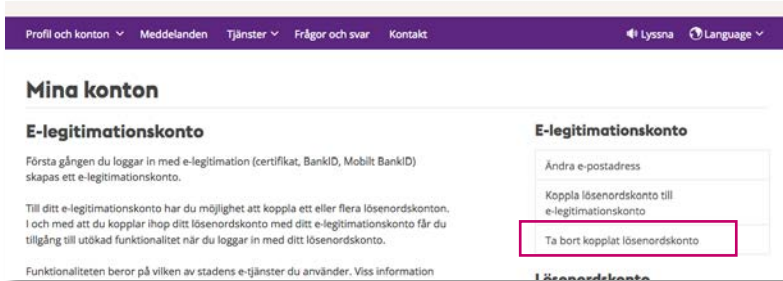 Profil och konton Meddelanden Tjänster Frågor och svar Kontakt Lyssna Language
Mina konton
E-legitimationskonto
Första gången du loggar in med e-legitimation (certifikat, BankID, Mobilt BankID)
skapas ett e-legitimationskonto.
Till ditt e-legitimationskonto har du möjlighet att koppla ett eller flera lösenordskonton.
I och med att du kopplar ihop ditt lösenordskonto med ditt e-legitimationskonto får du
tillgång till utökad funktionalitet när du loggar in med ditt lösenordskonto.
Funktionaliteten beror på vilken av stadens e-tjänster du använder. Viss information
E-legitimationskonto
Ändra e-postadress
Koppla lösenordskonto till
e-legitimationskonto
Ta bort kopplat lösenordskonto
Lösenordskonto